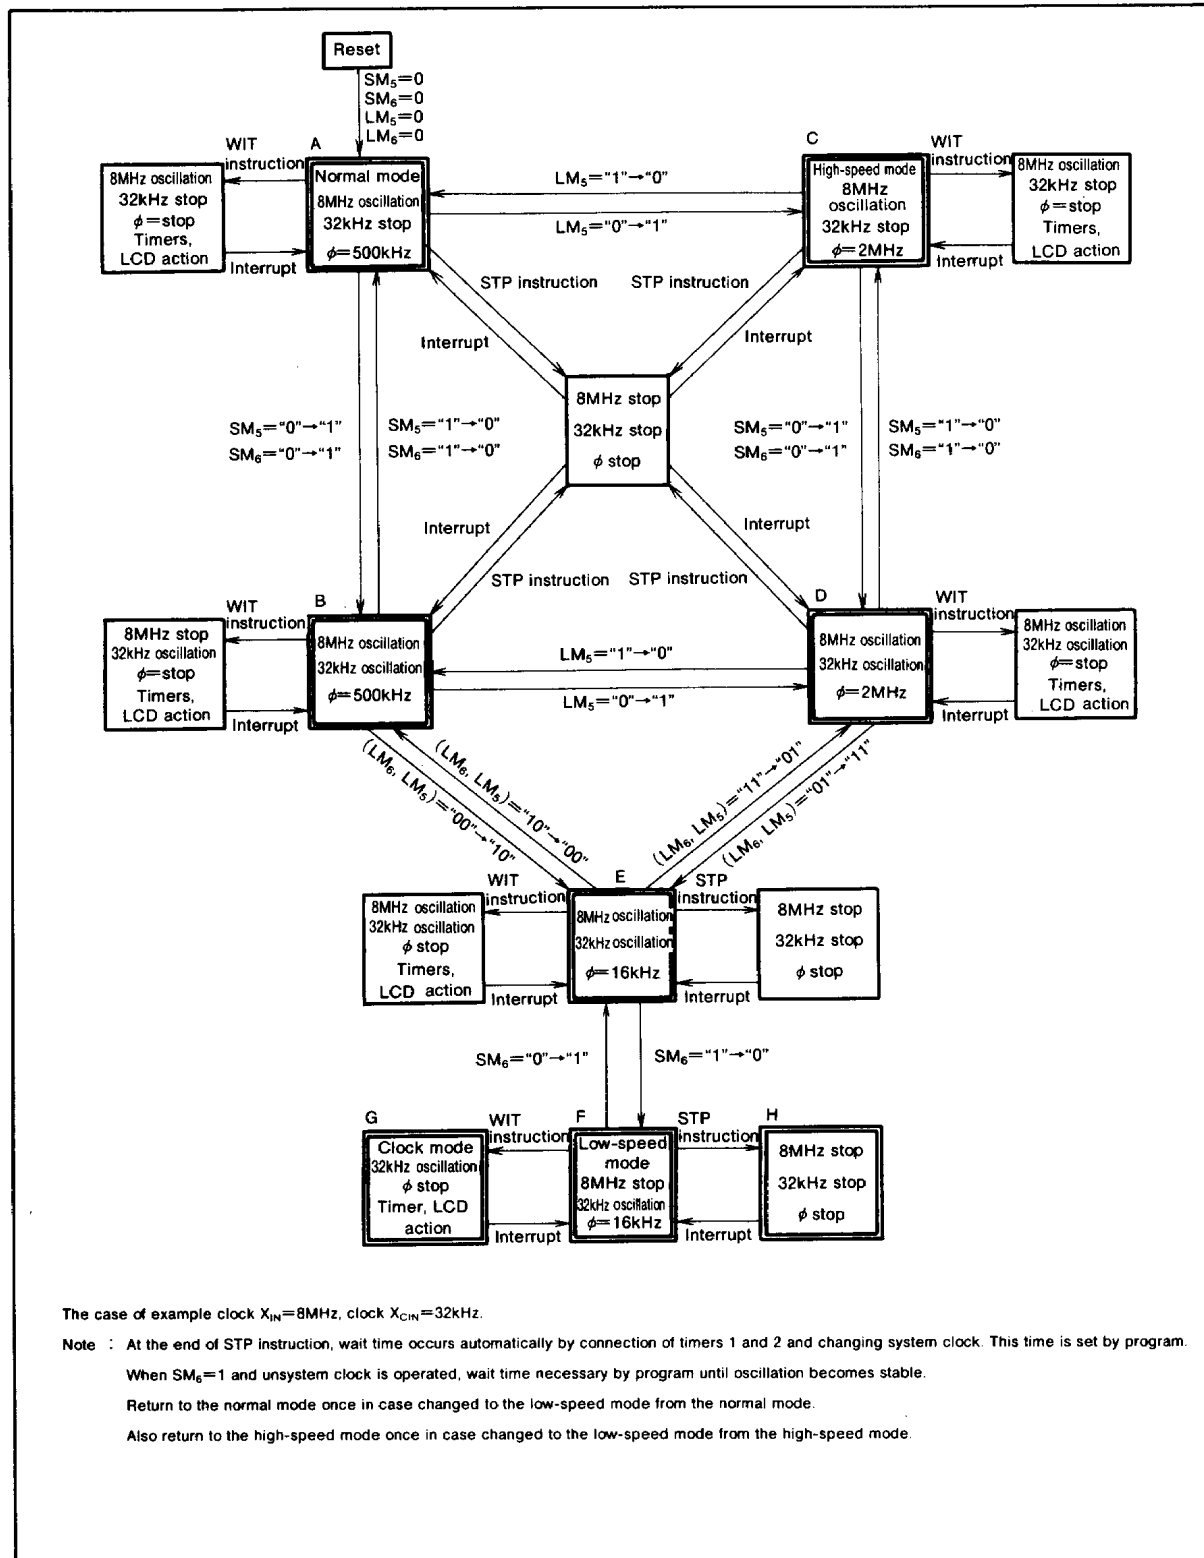 Reset
SM₅=0
SM₆=0
LM₅=0
LM₆=0
A
WIT
instruction
8MHz oscillation
32kHz stop
ϕ=stop
Timers,
LCD action
Interrupt
Normal mode
8MHz oscillation
32kHz stop
ϕ=500kHz
LM₅="1"→"0"
LM₅="0"→"1"
C
High-speed mode
8MHz
oscillation
32kHz stop
ϕ=2MHz
WIT
instruction
8MHz oscillation
32kHz stop
ϕ=stop
Timers,
LCD action
Interrupt
STP instruction
STP instruction
Interrupt
Interrupt
8MHz stop
32kHz stop
ϕ stop
SM₅="0"→"1"
SM₆="0"→"1"
SM₅="1"→"0"
SM₆="1"→"0"
SM₅="0"→"1"
SM₆="0"→"1"
SM₅="1"→"0"
SM₆="1"→"0"
Interrupt
Interrupt
STP instruction
STP instruction
B
WIT
instruction
8MHz stop
32kHz oscillation
ϕ=stop
Timers,
LCD action
Interrupt
8MHz oscillation
32kHz oscillation
ϕ=500kHz
LM₅="1"→"0"
LM₅="0"→"1"
D
8MHz oscillation
32kHz oscillation
ϕ=2MHz
WIT
instruction
8MHz oscillation
32kHz oscillation
ϕ=stop
Timers,
LCD action
Interrupt
(LM₆, LM₅)="00"→"10"
(LM₆, LM₅)="10"→"00"
(LM₆, LM₅)="11"→"01"
(LM₆, LM₅)="01"→"11"
E
WIT
instruction
8MHz oscillation
32kHz oscillation
ϕ stop
Timers,
LCD action
Interrupt
8MHz oscillation
32kHz oscillation
ϕ=16kHz
STP
instruction
8MHz stop
32kHz stop
ϕ stop
Interrupt
SM₆="0"→"1"
SM₆="1"→"0"
G
Clock mode
32kHz oscillation
ϕ stop
Timer, LCD
action
WIT
instruction
Interrupt
F
Low-speed
mode
8MHz stop
32kHz oscillation
ϕ=16kHz
STP
instruction
Interrupt
H
8MHz stop
32kHz stop
ϕ stop
The case of example clock X_IN=8MHz, clock X_CIN=32kHz.
Note : At the end of STP instruction, wait time occurs automatically by connection of timers 1 and 2 and changing system clock. This time is set by program.
When SM₆=1 and unsystem clock is operated, wait time necessary by program until oscillation becomes stable.
Return to the normal mode once in case changed to the low-speed mode from the normal mode.
Also return to the high-speed mode once in case changed to the low-speed mode from the high-speed mode.